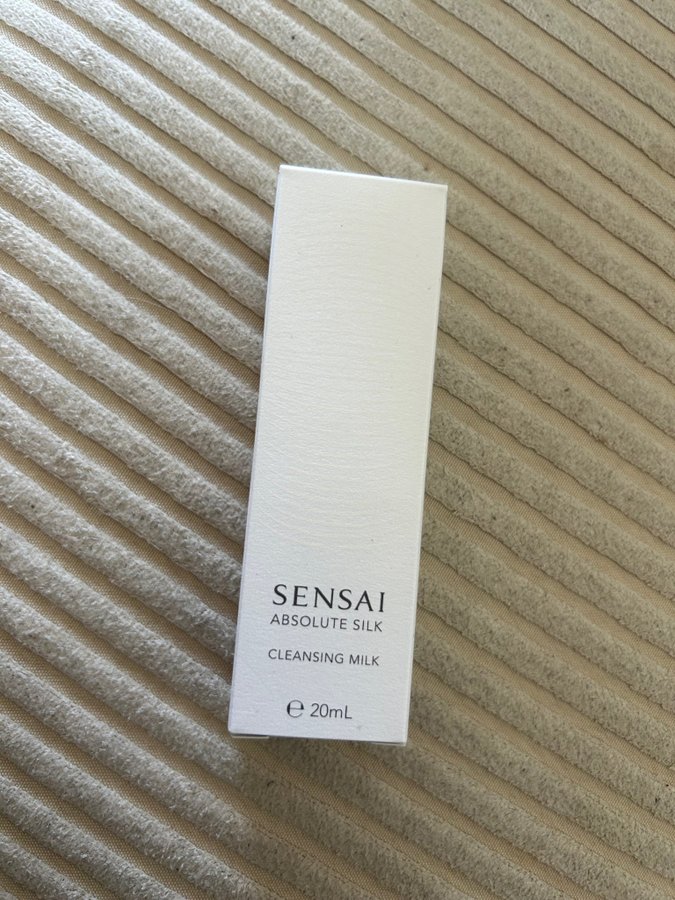 SENSAI
ABSOLUTE SILK
CLEANSING MILK
℮ 20mL